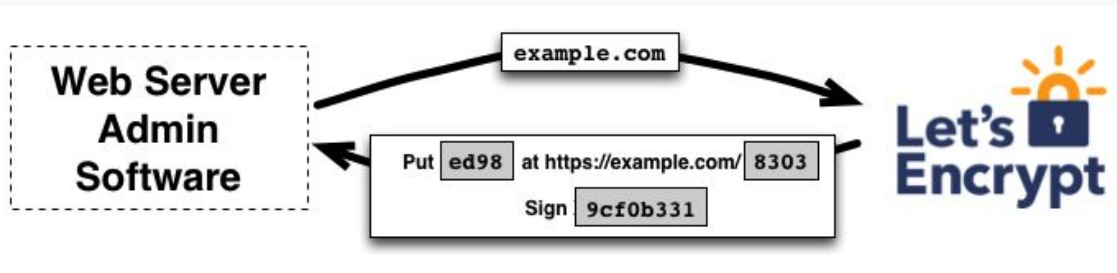 example.com
Web Server
Admin
Software
Put ed98 at https://example.com/ 8303
Sign 9cf0b331
Let's
Encrypt